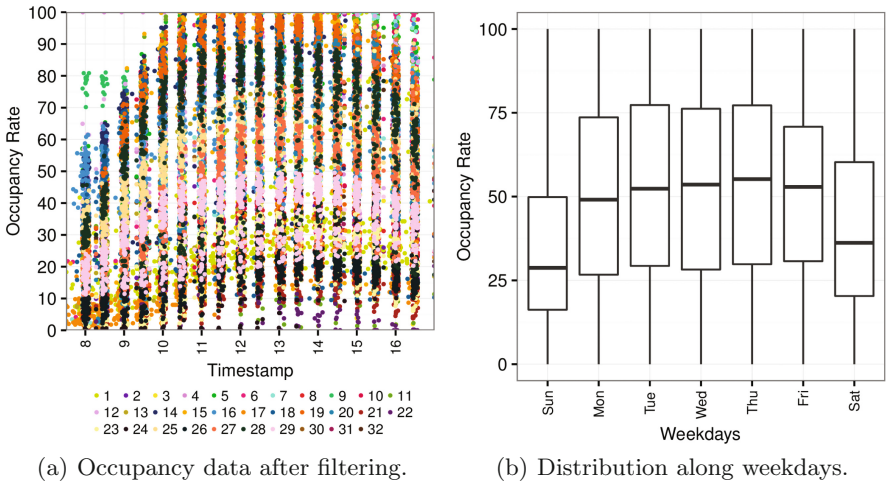 100
90
80
70
60
50
40
30
20
10
0
Occupancy Rate
8 9 10 11 12 13 14 15 16
Timestamp
1 2 3 4 5 6 7 8 9 10 11
12 13 14 15 16 17 18 19 20 21 22
23 24 25 26 27 28 29 30 31 32
(a) Occupancy data after filtering.
100
75
50
25
0
Occupancy Rate
Sun Mon Tue Wed Thu Fri Sat
Weekdays
(b) Distribution along weekdays.